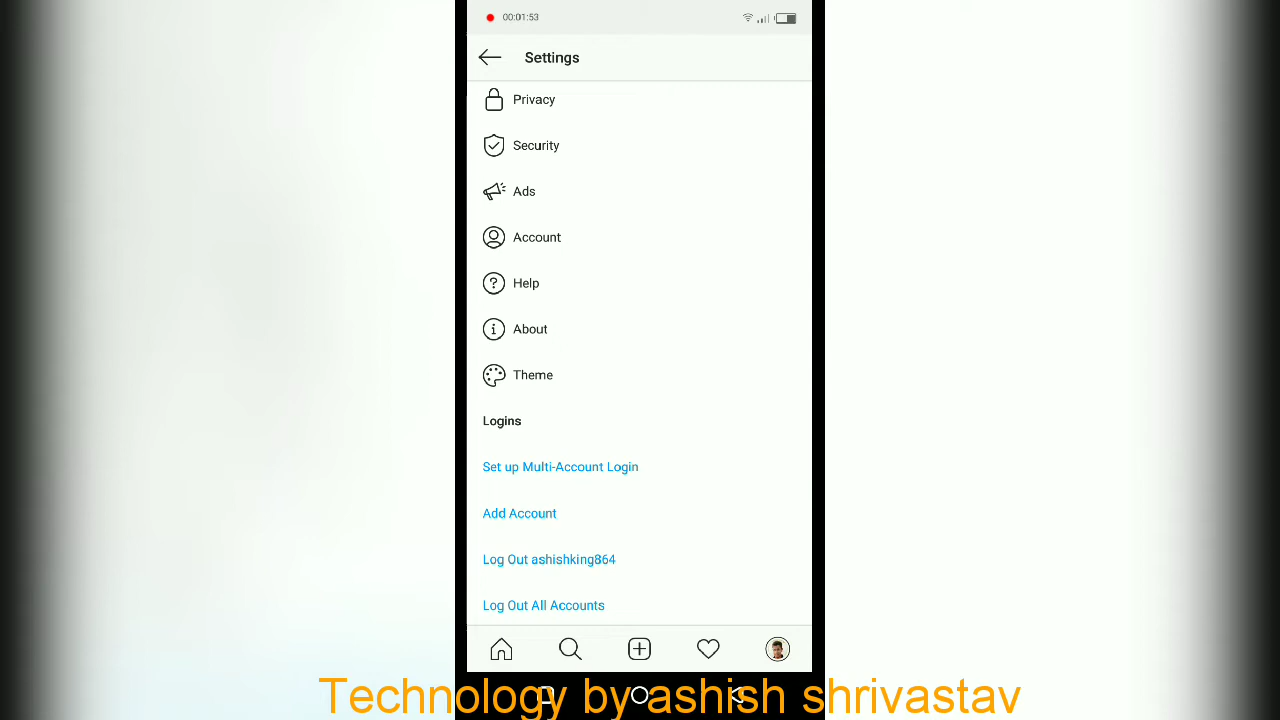 00:01:53
Settings
Privacy
Security
Ads
Account
Help
About
Theme
Logins
Set up Multi-Account Login
Add Account
Log Out ashishking864
Log Out All Accounts
Technology by ashish shrivastav